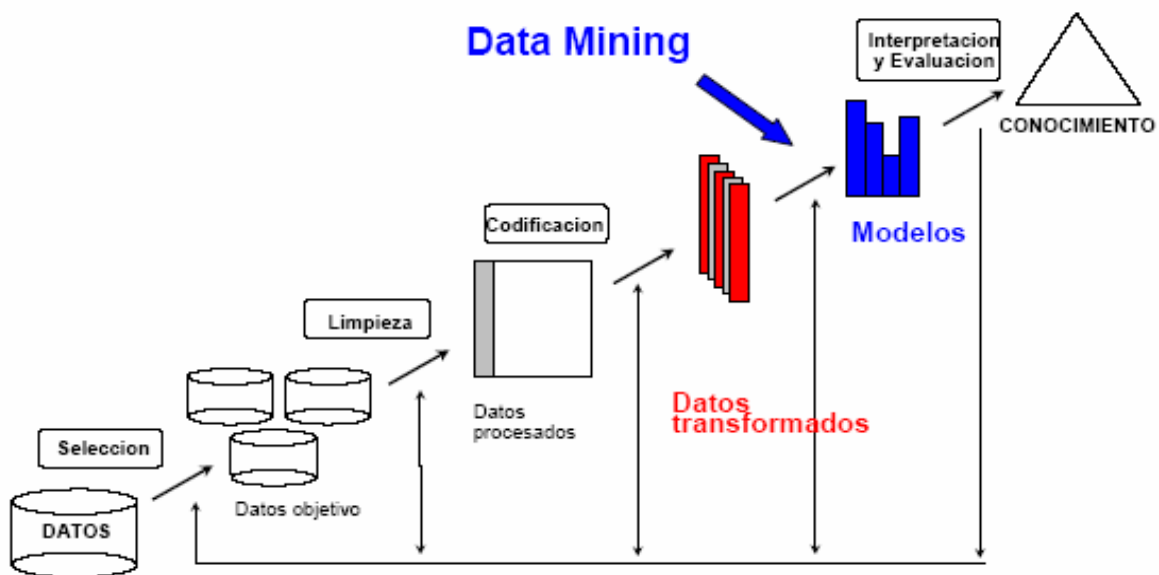 Data Mining
Interpretacion
y Evaluacion
CONOCIMIENTO
Codificacion
Modelos
Limpieza
Datos
procesados
Datos
transformados
Seleccion
Datos objetivo
DATOS